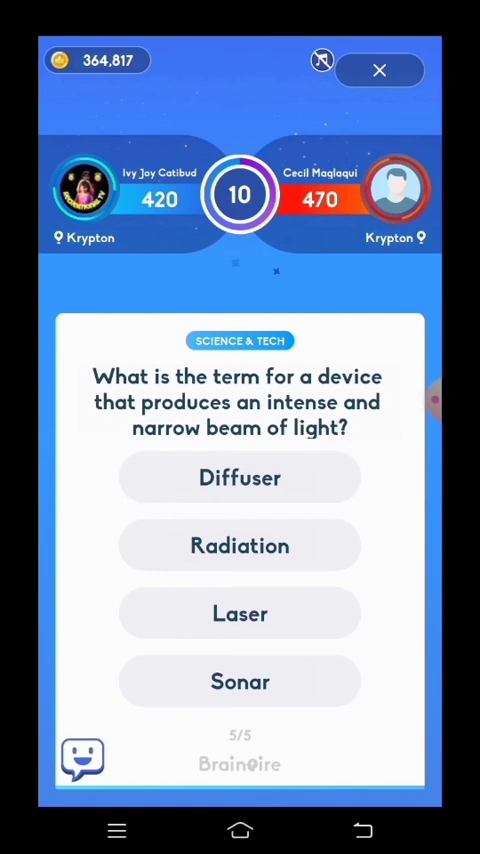 364,817
Ivy Joy Catibud
Cecil Maglaqui
420
10
470
Krypton
Krypton
SCIENCE & TECH
What is the term for a device
that produces an intense and
narrow beam of light?
Diffuser
Radiation
Laser
Sonar
5/5
Braineire